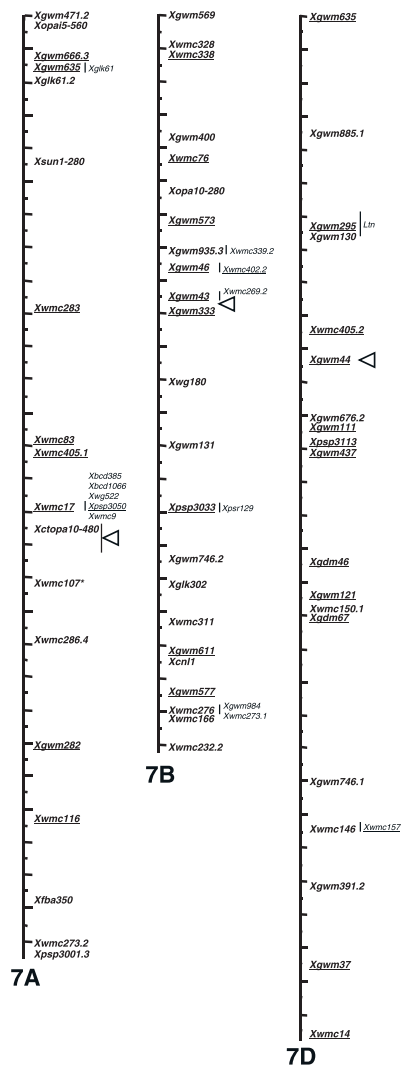 Xgwm471.2
Xopai5-560
Xgwm666.3
Xgwm635 Xglk61
Xglk61.2
Xsun1-280
Xwmc283
Xwmc83
Xwmc405.1
Xbcd385
Xbcd1066
Xwg522
Xwmc17 Xpsp3050
Xwmc9
Xctopa10-480
Xwmc107*
Xwmc286.4
Xgwm282
Xwmc116
Xfba350
Xwmc273.2
Xpsp3001.3
7A
Xgwm569
Xwmc328
Xwmc338
Xgwm400
Xwmc76
Xopa10-280
Xgwm573
Xgwm935.3 Xwmc339.2
Xgwm46 Xwmc402.2
Xgwm43 Xwmc269.2
Xgwm333
Xwg180
Xgwm131
Xpsp3033 Xpsr129
Xgwm746.2
Xglk302
Xwmc311
Xgwm611
Xcnl1
Xgwm577
Xwmc276 Xgwm984
Xwmc166 Xwmc273.1
Xwmc232.2
7B
Xgwm635
Xgwm885.1
Xgwm295 Ltn
Xgwm130
Xwmc405.2
Xgwm44
Xgwm676.2
Xgwm111
Xpsp3113
Xgwm437
Xgdm46
Xgwm121
Xwmc150.1
Xgdm67
Xgwm746.1
Xwmc146 Xwmc157
Xgwm391.2
Xgwm37
Xwmc14
7D